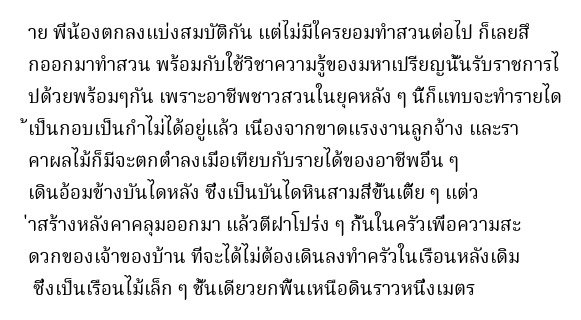 าย พี่น้องตกลงแบ่งสมบัติกัน แต่ไม่มีใครยอมทำสวนต่อไป ก็เลยสึ
กออกมาทำสวน พร้อมกับใช้วิชาความรู้ของมหาเปรียญนั้นรับราชการไ
ปด้วยพร้อมๆกัน เพราะอาชีพชาวสวนในยุคหลัง ๆ นี้ก็แทบจะทำรายได
้เป็นกอบเป็นกำไม่ได้อยู่แล้ว เนื่องจากขาดแรงงานลูกจ้าง และรา
คาผลไม้ก็มีจะตกต่ำลงเมื่อเทียบกับรายได้ของอาชีพอื่น ๆ
เดินอ้อมข้างบันไดหลัง ซึ่งเป็นบันไดหินสามสี่ขั้นเตี้ย ๆ แต่ว
่าสร้างหลังคาคลุมออกมา แล้วตีฝาโปร่ง ๆ กั้นในครัวเพื่อความสะ
ดวกของเจ้าของบ้าน ที่จะได้ไม่ต้องเดินลงทำครัวในเรือนหลังเดิม
ซึ่งเป็นเรือนไม้เล็ก ๆ ชั้นเดียวยกพื้นเหนือดินราวหนึ่งเมตร